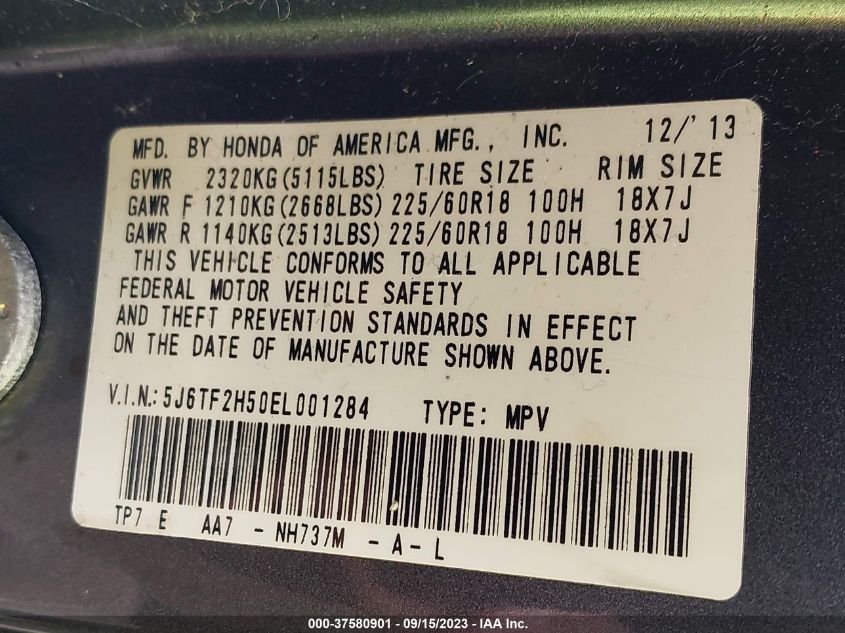 MFD. BY HONDA OF AMERICA MFG., INC. 12/'13
GVWR 2320KG(5115LBS) TIRE SIZE RIM SIZE
GAWR F 1210KG(2668LBS) 225/60R18 100H 18X7J
GAWR R 1140KG(2513LBS) 225/60R18 100H 18X7J
THIS VEHICLE CONFORMS TO ALL APPLICABLE
FEDERAL MOTOR VEHICLE SAFETY
AND THEFT PREVENTION STANDARDS IN EFFECT
ON THE DATE OF MANUFACTURE SHOWN ABOVE.
V.I.N.: 5J6TF2H50EL001284 TYPE: MPV
TP7 E AA7 - NH737M - A - L
000-37580901 - 09/15/2023 - IAA Inc.